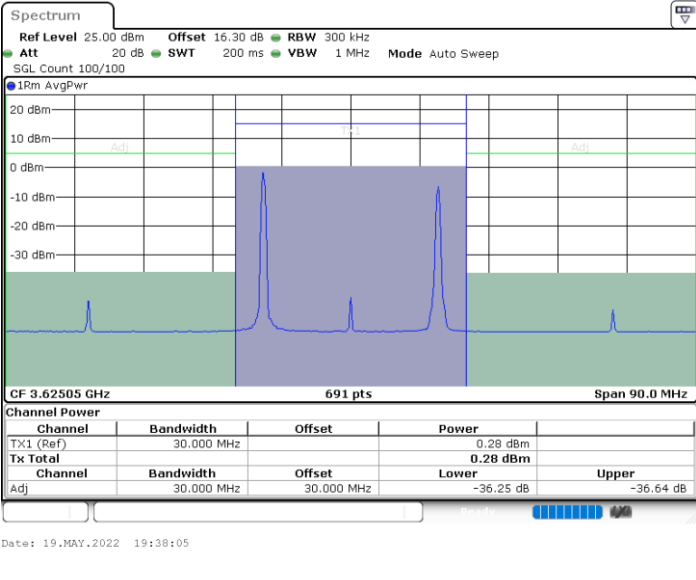 Spectrum
Ref Level 25.00 dBm Offset 16.30 dB RBW 300 kHz
Att 20 dB SWT 200 ms VBW 1 MHz Mode Auto Sweep
SGL Count 100/100
1Rm AvgPwr
20 dBm
TX1
10 dBm
Adj Adj
0 dBm
-10 dBm
-20 dBm
-30 dBm
CF 3.62505 GHz 691 pts Span 90.0 MHz
Channel Power
Channel Bandwidth Offset Power
TX1 (Ref) 30.000 MHz 0.28 dBm
Tx Total 0.28 dBm
Channel Bandwidth Offset Lower Upper
Adj 30.000 MHz 30.000 MHz -36.25 dB -36.64 dB
Ready
Date: 19.MAY.2022 19:38:05